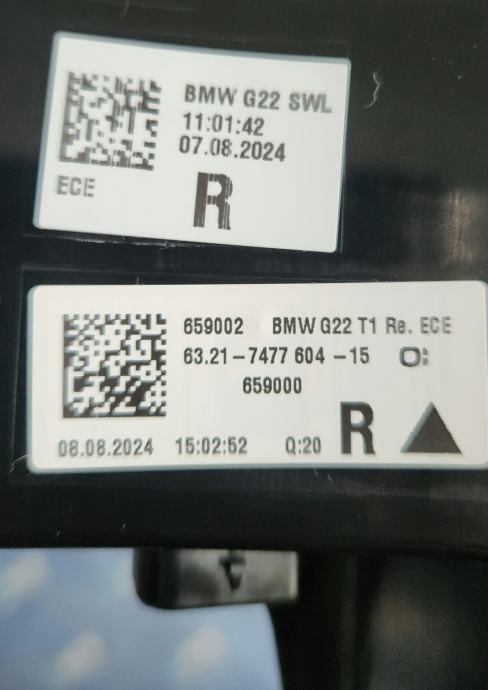 BMW G22 SWL
11:01:42
07.08.2024
ECE
R
659002 BMW G22 T1 Re. ECE
63.21-7477 604 -15 O:
659000
08.08.2024 15:02:52 Q:20 R